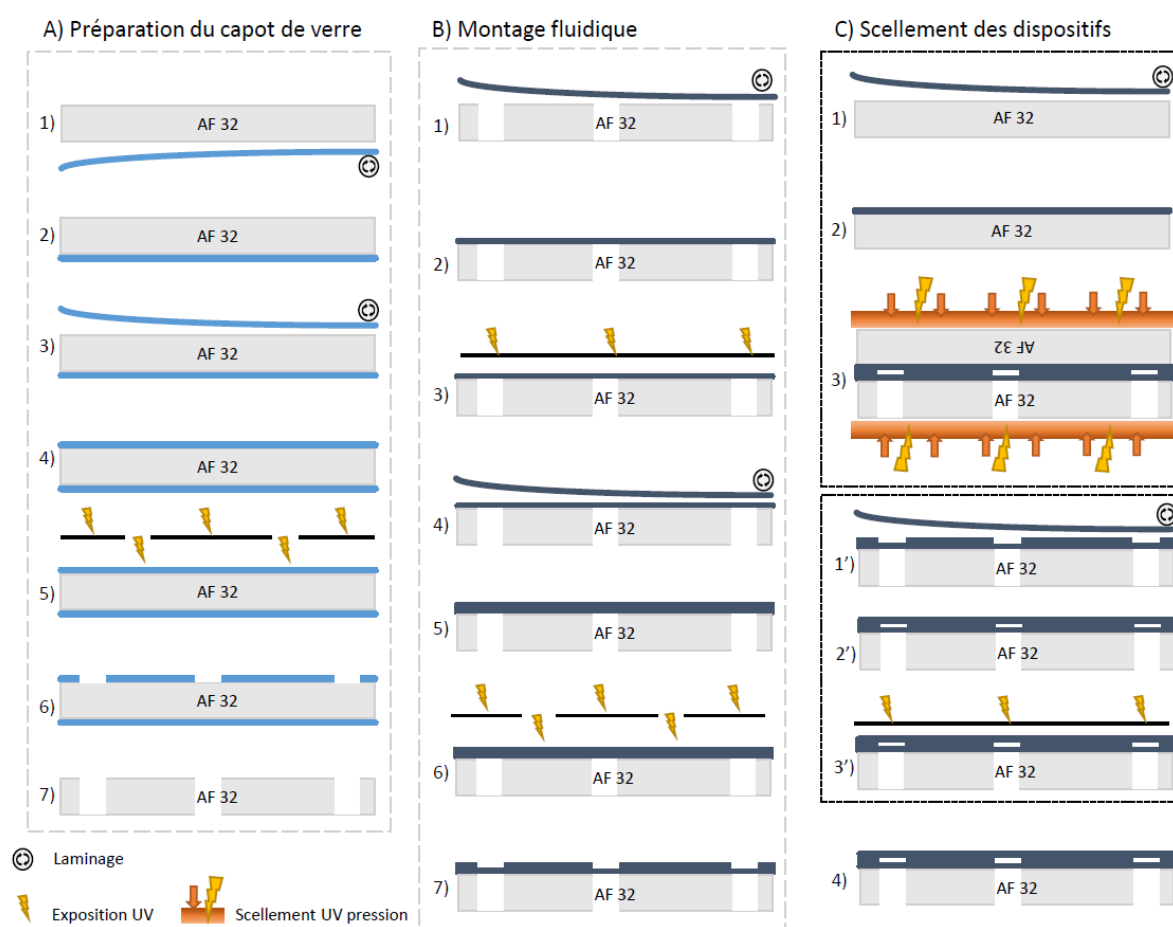 A) Préparation du capot de verre
1) AF 32
2) AF 32
3) AF 32
4) AF 32
5) AF 32
6) AF 32
7) AF 32
Laminage
Exposition UV
Scellement UV pression
B) Montage fluidique
1) AF 32
2) AF 32
3) AF 32
4) AF 32
5) AF 32
6) AF 32
7) AF 32
C) Scellement des dispositifs
1) AF 32
2) AF 32
AF 32
3) AF 32
1') AF 32
2') AF 32
3') AF 32
4) AF 32